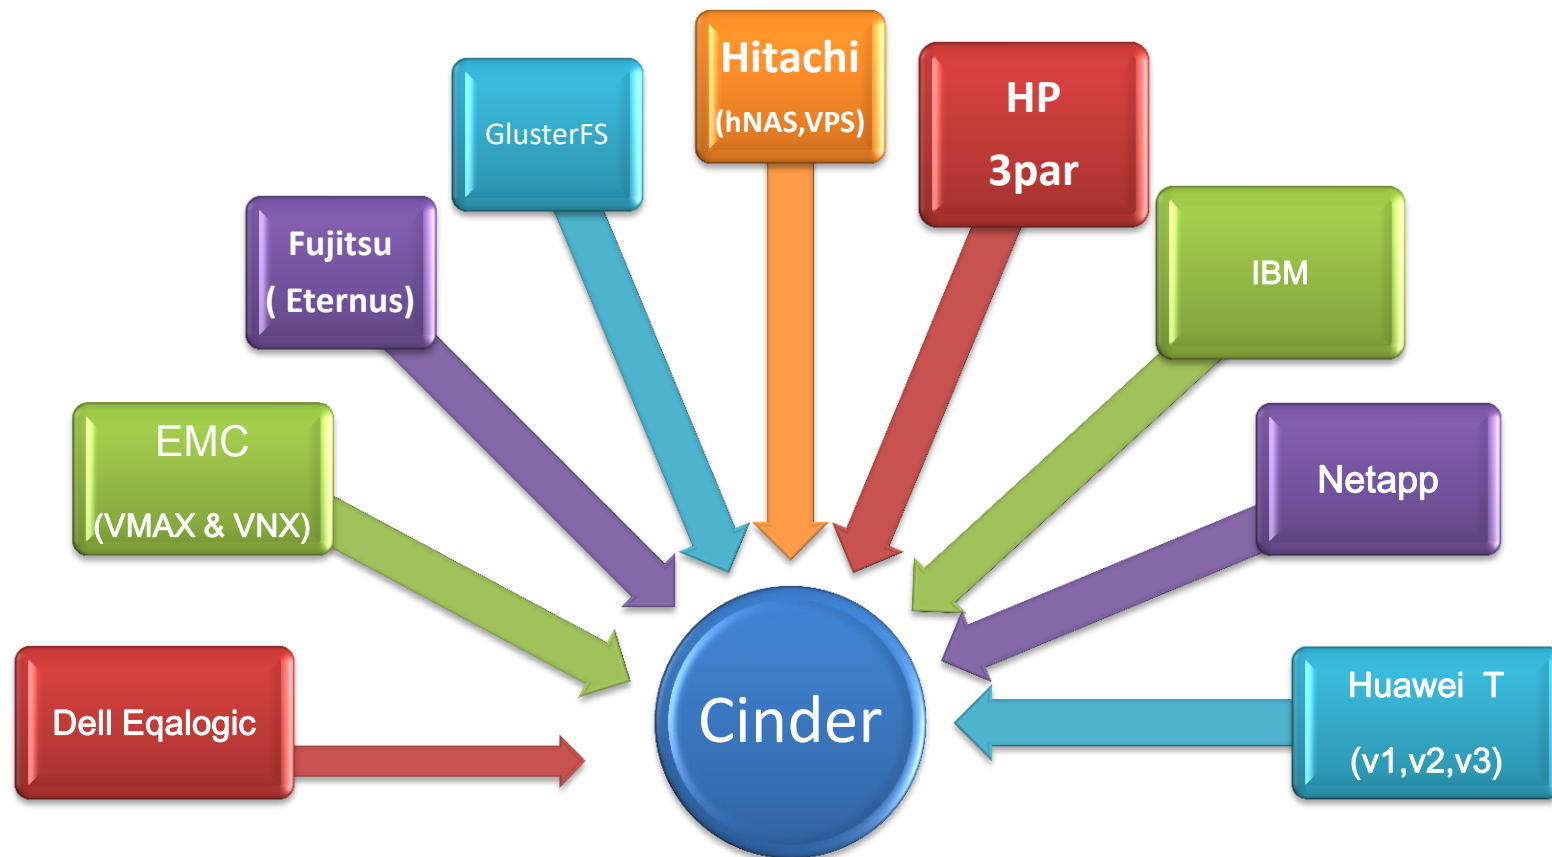 Hitachi
(hNAS,VPS)
HP
3par
GlusterFS
Fujitsu
( Eternus)
IBM
EMC
(VMAX & VNX)
Netapp
Dell Eqalogic
Cinder
Huawei T
(v1,v2,v3)